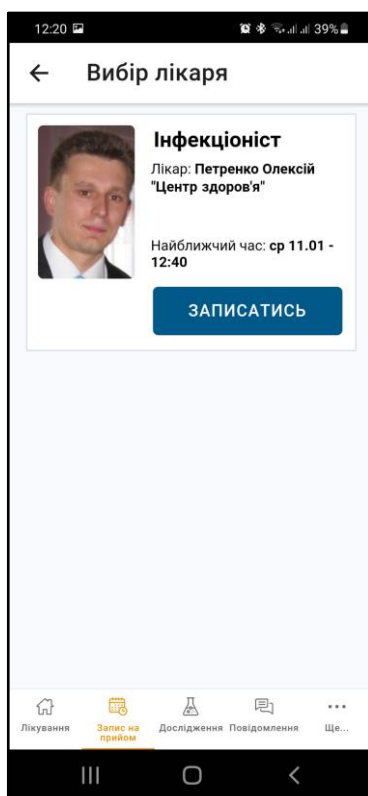 12:20 39%
Вибір лікаря
Інфекціоніст
Лікар: Петренко Олексій
"Центр здоров'я"
Найближчий час: ср 11.01 -
12:40
ЗАПИСАТИСЬ
Лікування Запис на Дослідження Повідомлення Ще...
прийом